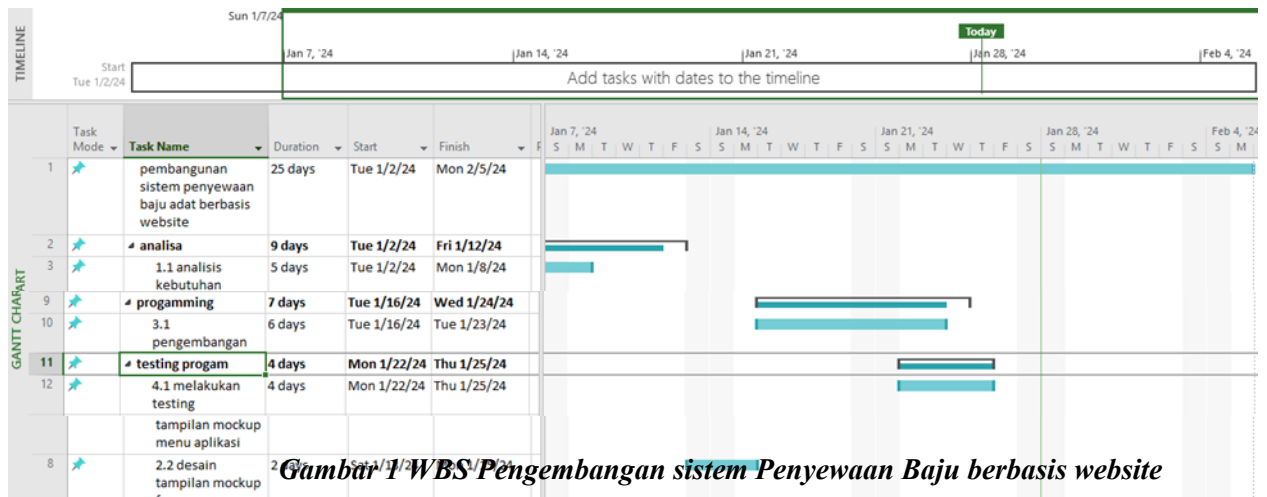 Sun 1/7/24
Today
Jan 7, '24 Jan 14, '24 Jan 21, '24 Jan 28, '24 Feb 4, '24
TIMELINE
Start
Tue 1/2/24
Add tasks with dates to the timeline
Task Mode Task Name Duration Start Finish
Jan 7, '24 Jan 14, '24 Jan 21, '24 Jan 28, '24 Feb 4, '24
S M T W T F S S M T W T F S S M T W T F S S M T W T F S S M
1 pembangunan sistem penyewaan baju adat berbasis website 25 days Tue 1/2/24 Mon 2/5/24
2 analisa 9 days Tue 1/2/24 Fri 1/12/24
3 1.1 analisis kebutuhan 5 days Tue 1/2/24 Mon 1/8/24
GANTT CHART
9 progamming 7 days Tue 1/16/24 Wed 1/24/24
10 3.1 pengembangan 6 days Tue 1/16/24 Tue 1/23/24
11 testing progam 4 days Mon 1/22/24 Thu 1/25/24
12 4.1 melakukan testing 4 days Mon 1/22/24 Thu 1/25/24
tampilan mockup
menu aplikasi
8 2.2 desain tampilan mockup
Gambar 1 WBS Pengembangan sistem Penyewaan Baju berbasis website